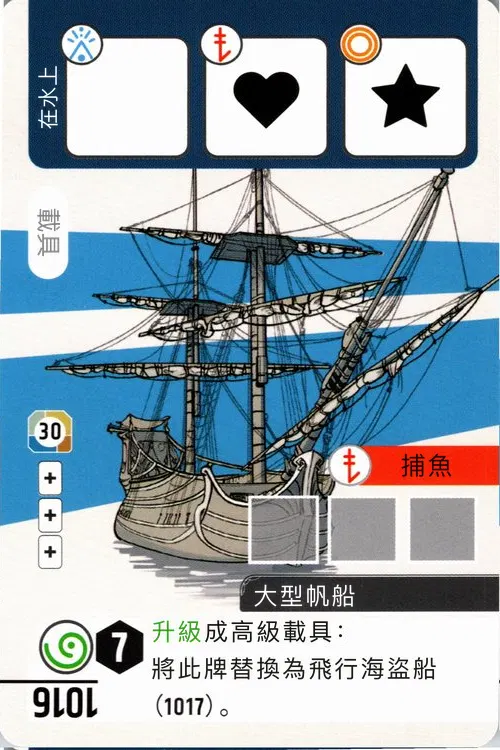 在水上
載具
30
+
+
+
捕魚
大型帆船
7
升級成高級載具：
將此牌替換為飛行海盜船
(1017)。
1016